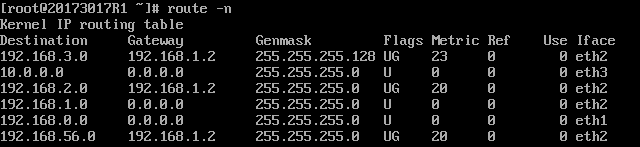 [root@20173017R1 ~]# route -n
Kernel IP routing table
Destination     Gateway         Genmask         Flags Metric Ref    Use Iface
192.168.3.0     192.168.1.2     255.255.255.128 UG    23     0        0 eth2
10.0.0.0        0.0.0.0         255.255.255.0   U     0      0        0 eth3
192.168.2.0     192.168.1.2     255.255.255.0   UG    20     0        0 eth2
192.168.1.0     0.0.0.0         255.255.255.0   U     0      0        0 eth2
192.168.0.0     0.0.0.0         255.255.255.0   U     0      0        0 eth1
192.168.56.0    192.168.1.2     255.255.255.0   UG    20     0        0 eth2